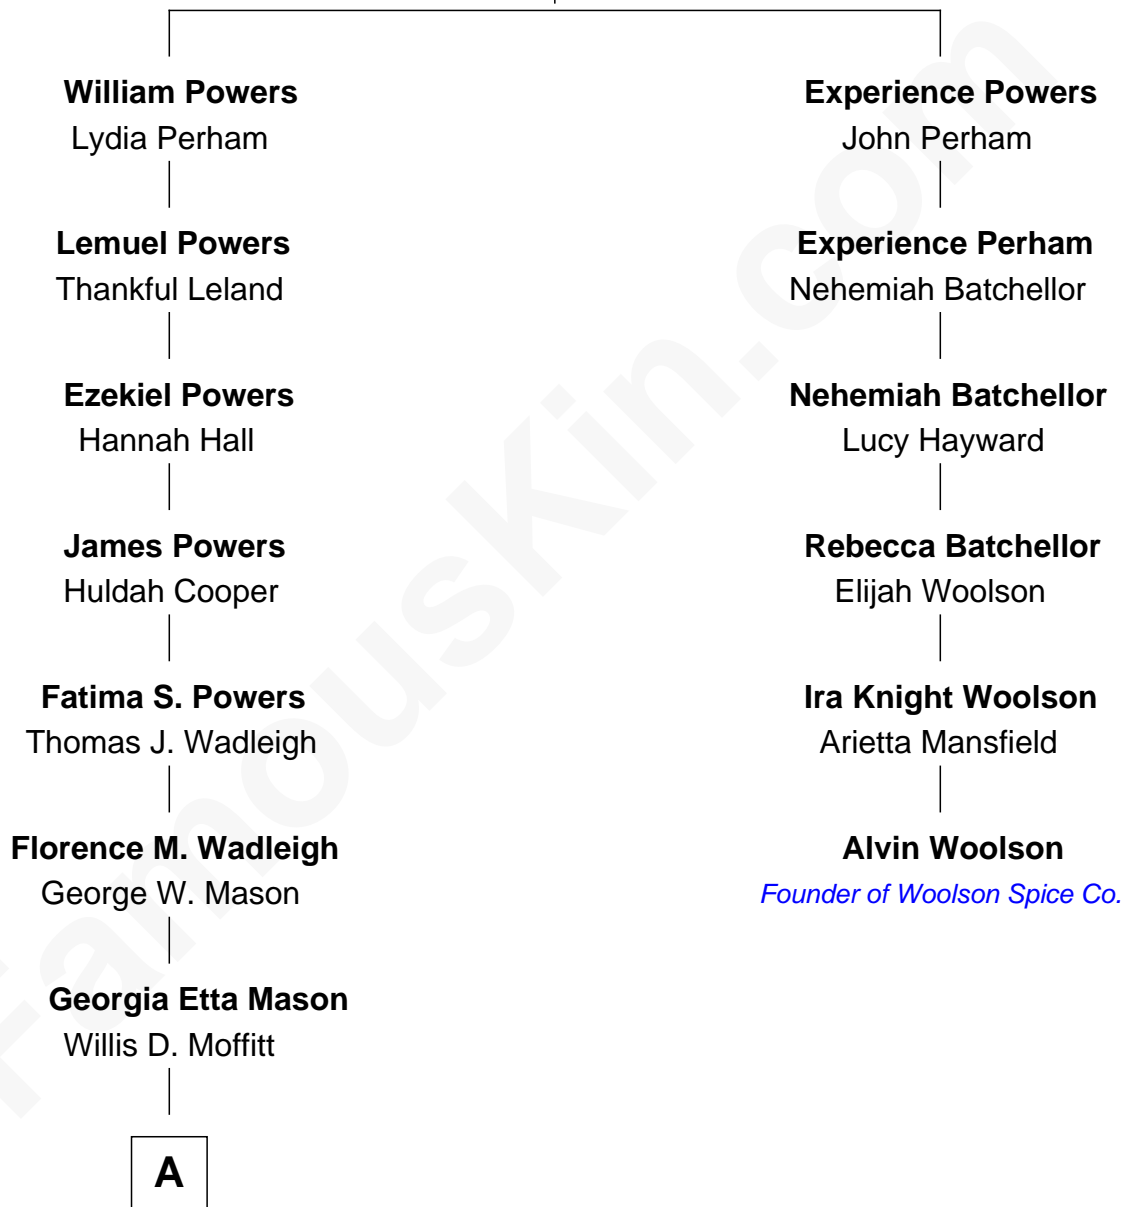 William Powers
Lydia Perham
Lemuel Powers
Thankful Leland
Ezekiel Powers
Hannah Hall
James Powers
Huldah Cooper
Fatima S. Powers
Thomas J. Wadleigh
Florence M. Wadleigh
George W. Mason
Georgia Etta Mason
Willis D. Moffitt
A
Experience Powers
John Perham
Experience Perham
Nehemiah Batchellor
Nehemiah Batchellor
Lucy Hayward
Rebecca Batchellor
Elijah Woolson
Ira Knight Woolson
Arietta Mansfield
Alvin Woolson
Founder of Woolson Spice Co.
FamousKin.com